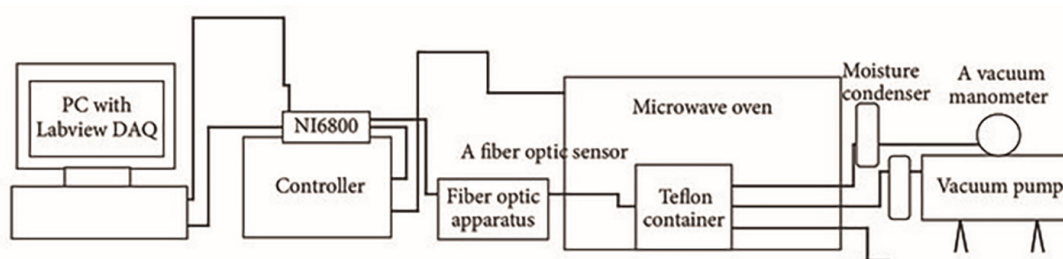 PC with
Labview DAQ
NI6800
Controller
A fiber optic sensor
Fiber optic
apparatus
Microwave oven
Teflon
container
Moisture
condenser
A vacuum
manometer
Vacuum pump